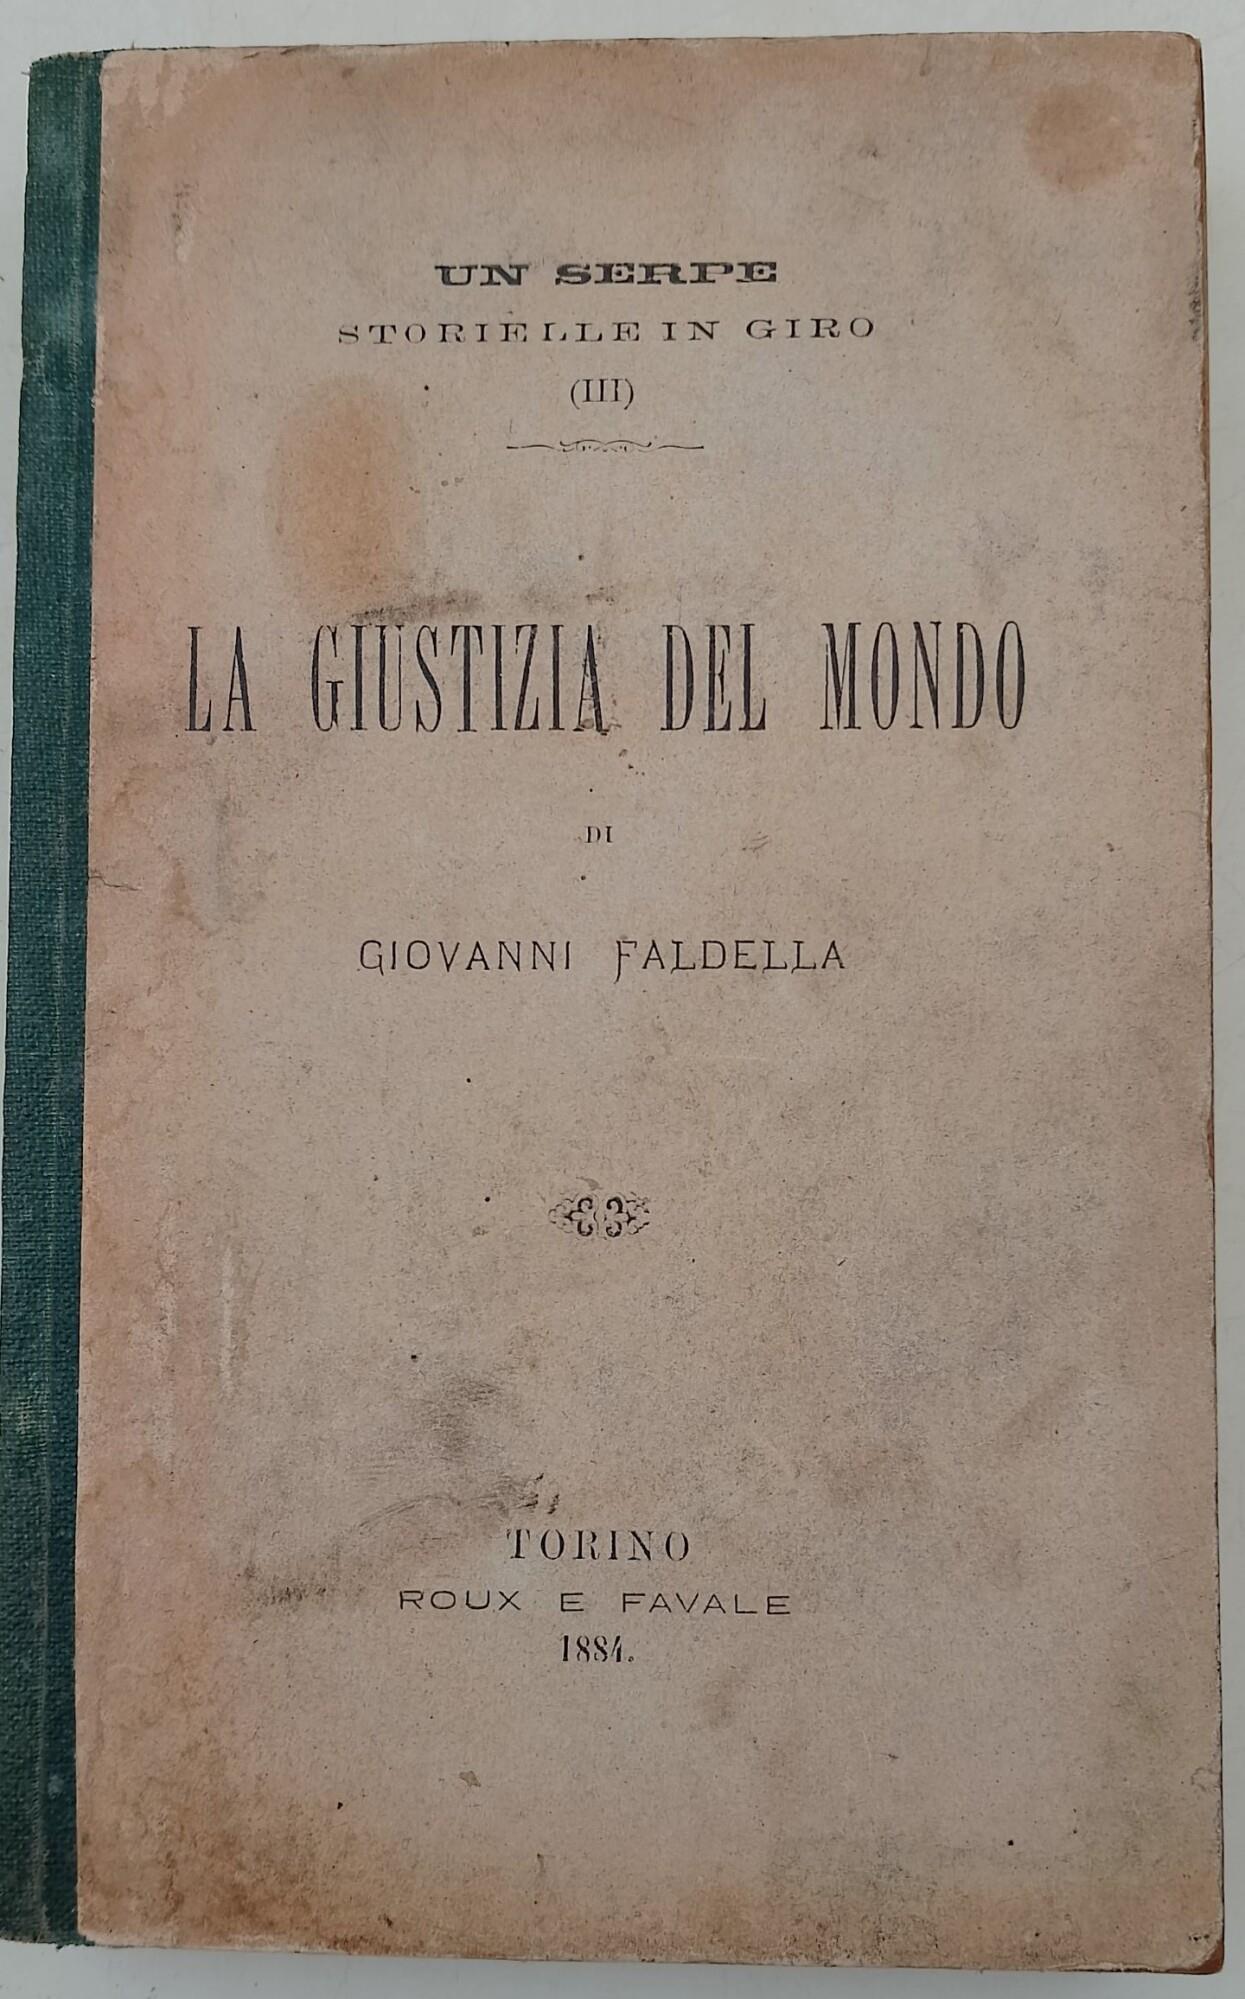 UN SERPE
STORIELLE IN GIRO
(III)
LA GIUSTIZIA DEL MONDO
DI
GIOVANNI FALDELLA
TORINO
ROUX E FAVALE
1884.